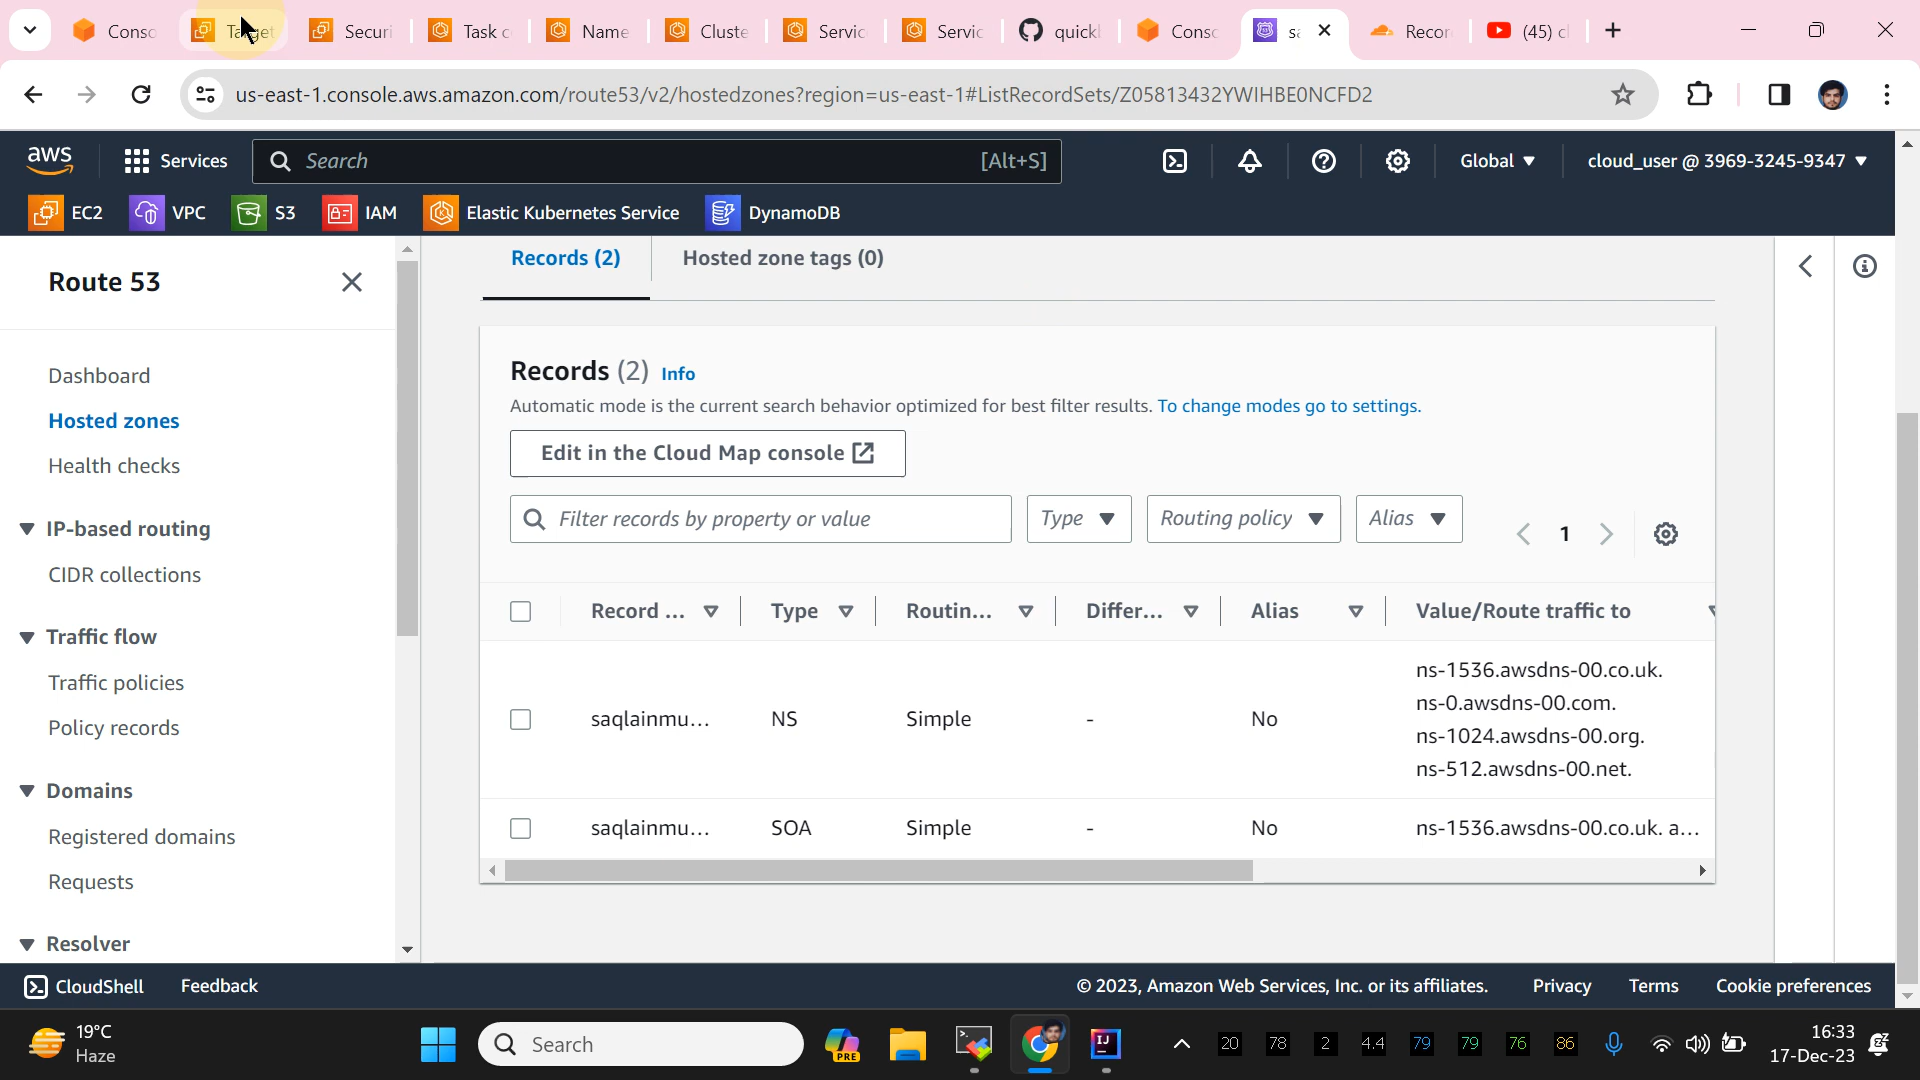 Consc
Target
Securi
Task c
Name
Cluste
Servic
Servic
quickl
Consc
sa
Recor
(45) cl
us-east-1.console.aws.amazon.com/route53/v2/hostedzones?region=us-east-1#ListRecordSets/Z05813432YWIHBE0NCFD2
aws
Services
Search
[Alt+S]
Global
cloud_user @ 3969-3245-9347
EC2
VPC
S3
IAM
Elastic Kubernetes Service
DynamoDB
Route 53
Dashboard
Hosted zones
Health checks
IP-based routing
CIDR collections
Traffic flow
Traffic policies
Policy records
Domains
Registered domains
Requests
Resolver
Records (2)
Hosted zone tags (0)
Records (2) Info
Automatic mode is the current search behavior optimized for best filter results. To change modes go to settings.
Edit in the Cloud Map console
Filter records by property or value
Type
Routing policy
Alias
1
Record ...
Type
Routin...
Differ...
Alias
Value/Route traffic to
saqlainmu...
NS
Simple
-
No
ns-1536.awsdns-00.co.uk.
ns-0.awsdns-00.com.
ns-1024.awsdns-00.org.
ns-512.awsdns-00.net.
saqlainmu...
SOA
Simple
-
No
ns-1536.awsdns-00.co.uk. a...
CloudShell
Feedback
© 2023, Amazon Web Services, Inc. or its affiliates.
Privacy
Terms
Cookie preferences
19°C
Haze
Search
PRE
IJ
20
78
2
4.4
79
79
76
86
16:33
17-Dec-23